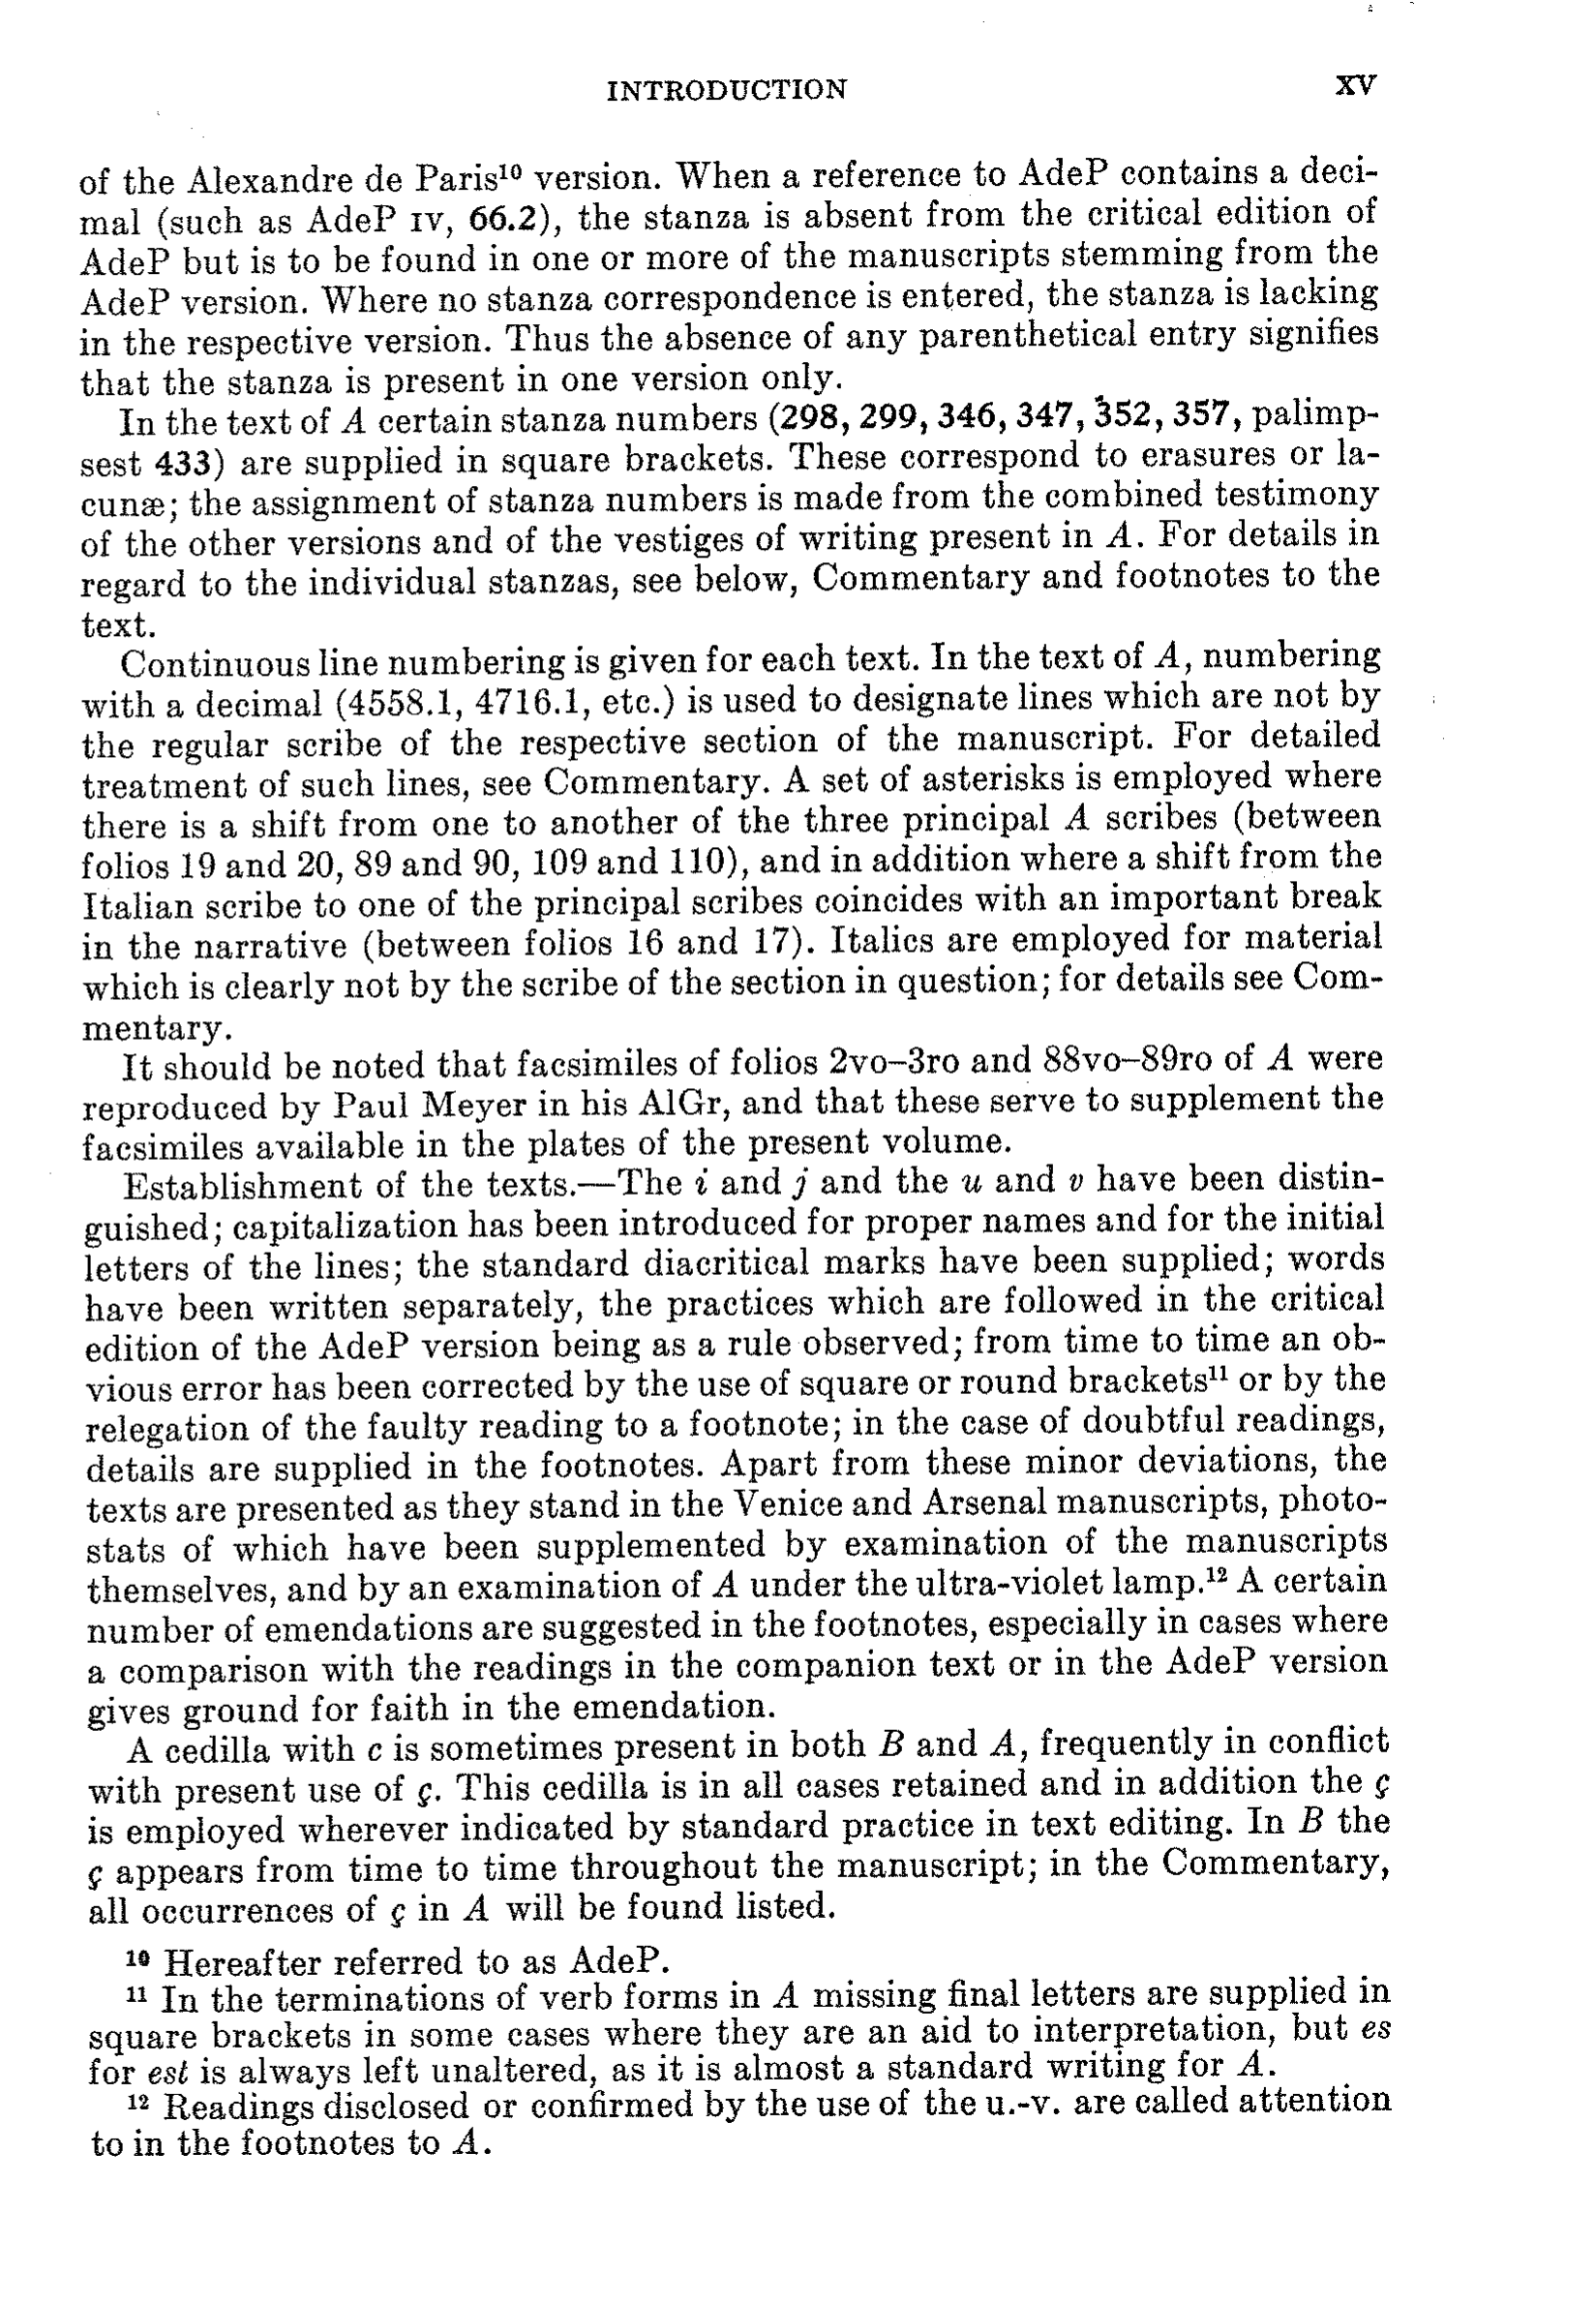 INTRODUCTION XV
of the Alexandre de Paris¹⁰ version. When a reference to AdeP contains a deci-
mal (such as AdeP IV, 66.2), the stanza is absent from the critical edition of
AdeP but is to be found in one or more of the manuscripts stemming from the
AdeP version. Where no stanza correspondence is entered, the stanza is lacking
in the respective version. Thus the absence of any parenthetical entry signifies
that the stanza is present in one version only.
In the text of A certain stanza numbers (298, 299, 346, 347, 352, 357, palimp-
sest 433) are supplied in square brackets. These correspond to erasures or la-
cunæ; the assignment of stanza numbers is made from the combined testimony
of the other versions and of the vestiges of writing present in A. For details in
regard to the individual stanzas, see below, Commentary and footnotes to the
text.
Continuous line numbering is given for each text. In the text of A, numbering
with a decimal (4558.1, 4716.1, etc.) is used to designate lines which are not by
the regular scribe of the respective section of the manuscript. For detailed
treatment of such lines, see Commentary. A set of asterisks is employed where
there is a shift from one to another of the three principal A scribes (between
folios 19 and 20, 89 and 90, 109 and 110), and in addition where a shift from the
Italian scribe to one of the principal scribes coincides with an important break
in the narrative (between folios 16 and 17). Italics are employed for material
which is clearly not by the scribe of the section in question; for details see Com-
mentary.
It should be noted that facsimiles of folios 2vo–3ro and 88vo–89ro of A were
reproduced by Paul Meyer in his AlGr, and that these serve to supplement the
facsimiles available in the plates of the present volume.
Establishment of the texts.—The i and j and the u and v have been distin-
guished; capitalization has been introduced for proper names and for the initial
letters of the lines; the standard diacritical marks have been supplied; words
have been written separately, the practices which are followed in the critical
edition of the AdeP version being as a rule observed; from time to time an ob-
vious error has been corrected by the use of square or round brackets¹¹ or by the
relegation of the faulty reading to a footnote; in the case of doubtful readings,
details are supplied in the footnotes. Apart from these minor deviations, the
texts are presented as they stand in the Venice and Arsenal manuscripts, photo-
stats of which have been supplemented by examination of the manuscripts
themselves, and by an examination of A under the ultra-violet lamp.¹² A certain
number of emendations are suggested in the footnotes, especially in cases where
a comparison with the readings in the companion text or in the AdeP version
gives ground for faith in the emendation.
A cedilla with c is sometimes present in both B and A, frequently in conflict
with present use of ç. This cedilla is in all cases retained and in addition the ç
is employed wherever indicated by standard practice in text editing. In B the
ç appears from time to time throughout the manuscript; in the Commentary,
all occurrences of ç in A will be found listed.
¹⁰ Hereafter referred to as AdeP.
¹¹ In the terminations of verb forms in A missing final letters are supplied in
square brackets in some cases where they are an aid to interpretation, but es
for est is always left unaltered, as it is almost a standard writing for A.
¹² Readings disclosed or confirmed by the use of the u.-v. are called attention
to in the footnotes to A.